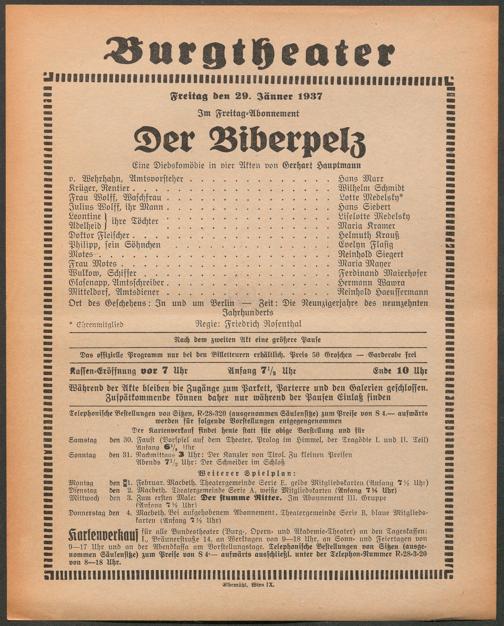 Burgtheater
Freitag den 29. Jänner 1937
Im Freitag-Abonnement
Der Biberpelz
Eine Diebskomödie in vier Akten von Gerhart Hauptmann
v. Wehrhahn, Amtsvorsteher . . . . . Hans Marr
Krüger, Rentier . . . . . Wilhelm Schmidt
Frau Wolff, Waschfrau . . . . . Lotte Medelsky*
Julius Wolff, ihr Mann . . . . . Hans Siebert
Leontine } ihre Töchter . . . . . Liselotte Medelsky
Adelheid } . . . . . Maria Kramer
Doktor Fleischer . . . . . Helmuth Krauß
Philipp, sein Söhnchen . . . . . Evelyn Flasig
Motes . . . . . Reinhold Siegert
Frau Motes . . . . . Maria Mayer
Wulkow, Schiffer . . . . . Ferdinand Maierhofer
Glasenapp, Amtschreiber . . . . . Hermann Wawra
Mitteldorf, Amtsdiener . . . . . Reinhold Haeussermann
Ort des Geschehens: In und um Berlin — Zeit: Die Neunzigerjahre des neunzehnten
Jahrhunderts
* Ehrenmitglied Regie: Friedrich Rosenthal
Nach dem zweiten Akt eine größere Pause
Das offizielle Programm nur bei den Billetteuren erhältlich. Preis 50 Groschen — Garderobe frei
Kassen-Eröffnung vor 7 Uhr Anfang 7½ Uhr Ende 10 Uhr
Während der Akte bleiben die Zugänge zum Parkett, Parterre und den Galerien geschlossen.
Zuspätkommende können daher nur während der Pausen Einlaß finden
Telephonische Bestellungen von Sitzen, R-28-320 (ausgenommen Säulensitze) zum Preise von S 4.— aufwärts
werden für folgende Vorstellungen entgegengenommen
Der Kartenverkauf findet heute statt für obige Vorstellung und für
Samstag den 30. Faust (Vorspiel auf dem Theater, Prolog im Himmel, der Tragödie I. und II. Teil)
Anfang Uhr
Sonntag den 31. Nachmittags 3 Uhr: Der Kanzler von Tirol. Zu kleinen Preisen
Abends 7½ Uhr: Der Schneider im Schloß
Weiterer Spielplan:
Montag den 1. Februar. Macbeth. Theatergemeinde Serie E, gelbe Mitgliedskarten (Anfang 7½ Uhr)
Dienstag den 2. Macbeth. Theatergemeinde Serie A, weiße Mitgliedskarten (Anfang 7½ Uhr)
Mittwoch den 3. Zum ersten Male: Der stumme Ritter. Im Abonnement III. Gruppe
(Anfang 7½ Uhr)
Donnerstag den 4. Macbeth. Bei aufgehobenem Abonnement. Theatergemeinde Serie B, blaue Mitgliedskarten
(Anfang 7½ Uhr)
Kartenverkauf für alle Bundestheater (Burg-, Opern- und Akademie-Theater) an den Tageskassen:
I., Bräunerstraße 14, an Werktagen von 9—18 Uhr, an Sonn- und Feiertagen von
9—17 Uhr und an der Abendkassa am Vorstellungstage. Telephonische Bestellungen von Sitzen (ausgenommen
Säulensitze) zum Preise von S 4·— aufwärts ausschließl. unter der Telephon-Nummer R-28-3-20
von 8—18 Uhr.
Elbemühl, Wien IX.